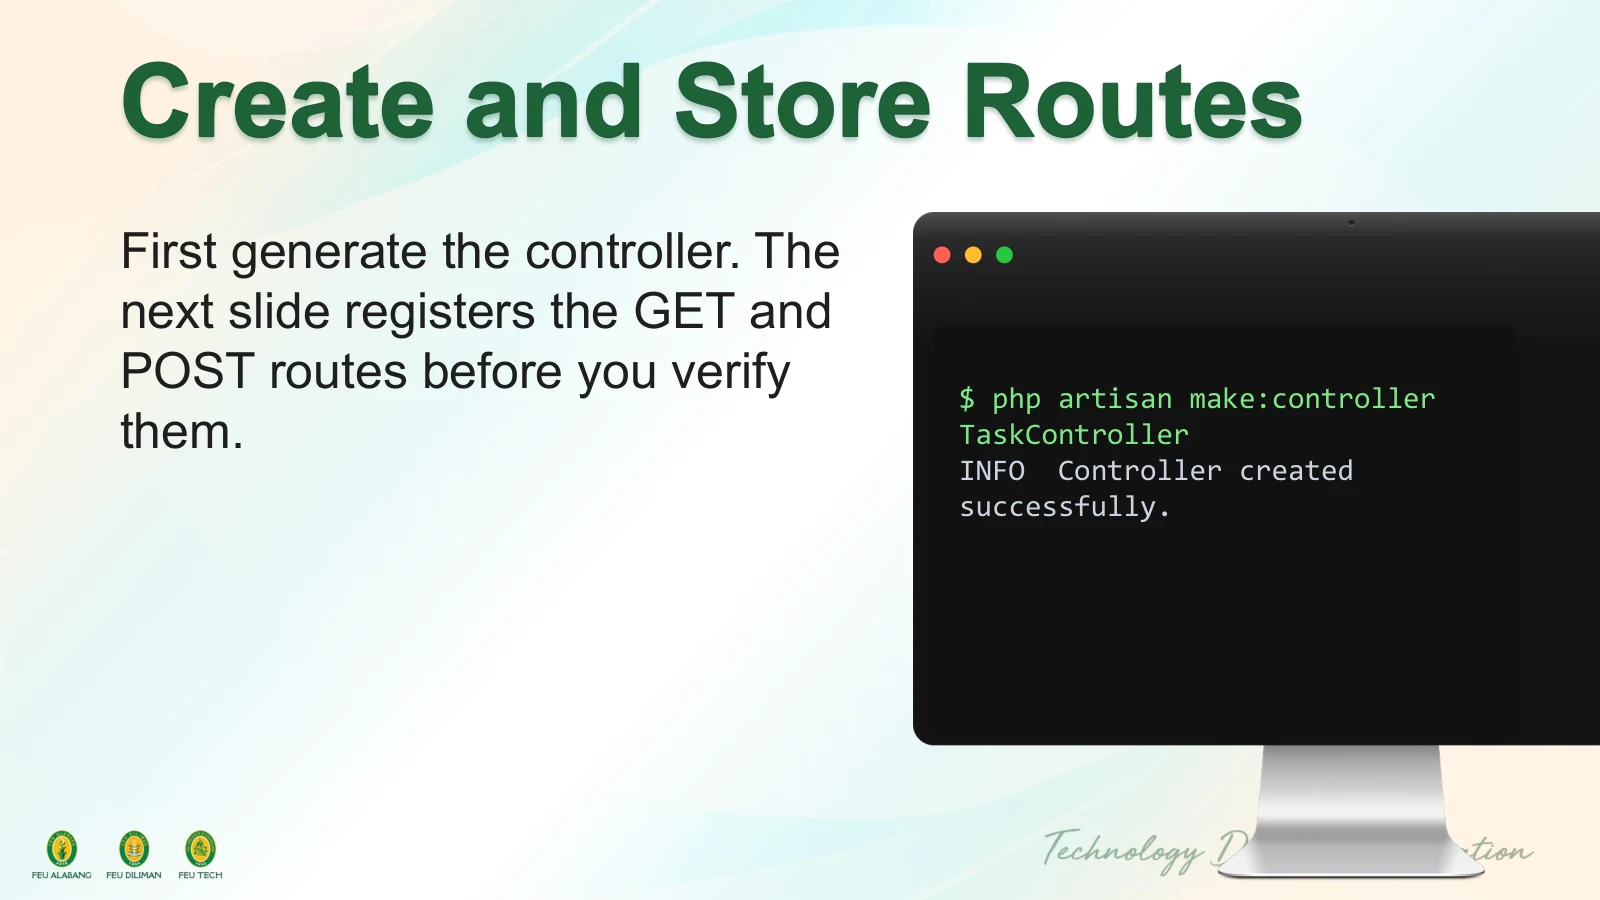 Create and Store Routes
First generate the controller. The
next slide registers the GET and
POST routes before you verify
them.
$ php artisan make:controller
TaskController
INFO  Controller created
successfully.
FEU ALABANG
FEU DILIMAN
FEU TECH
Technology